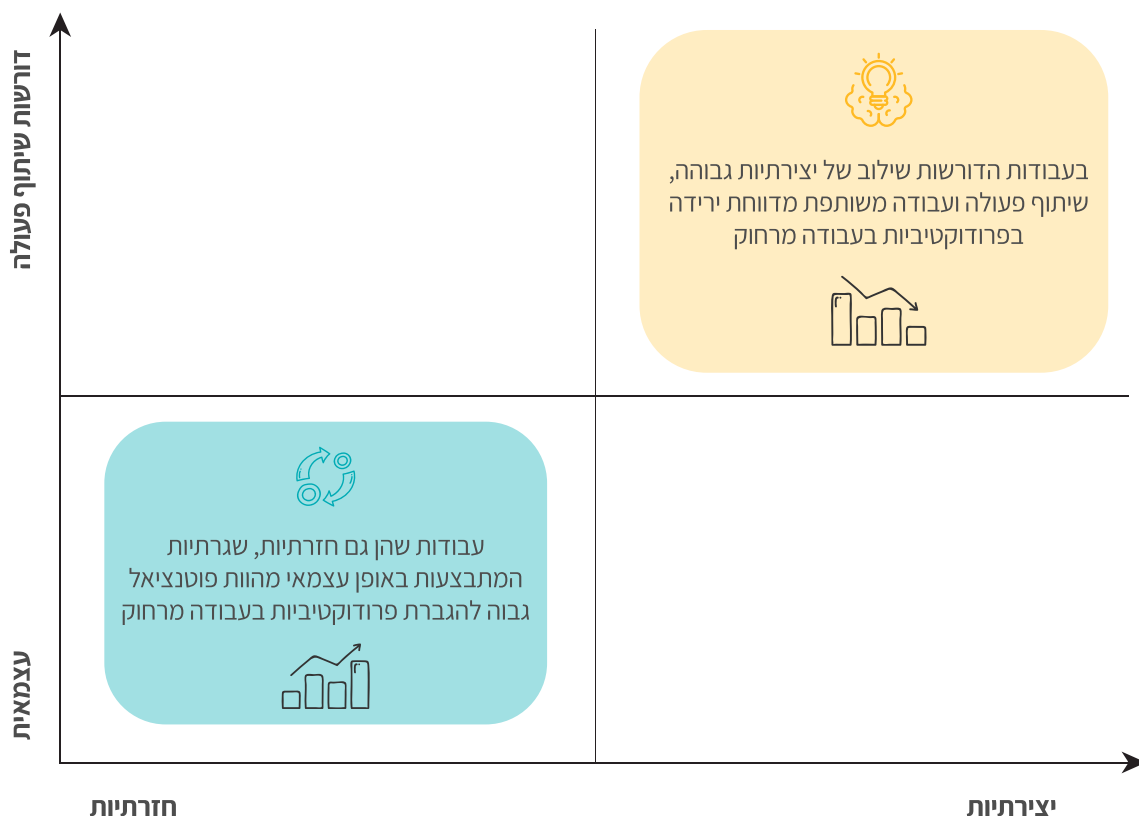 דורשות שיתוף פעולה
בעבודות הדורשות שילוב של יצירתיות גבוהה,
שיתוף פעולה ועבודה משותפת מדווחת ירידה
בפרודוקטיביות בעבודה מרחוק
עבודות שהן גם חזרתיות, שגרתיות
המתבצעות באופן עצמאי מהוות פוטנציאל
גבוה להגברת פרודוקטיביות בעבודה מרחוק
עצמאית
יצירתיות
חזרתיות